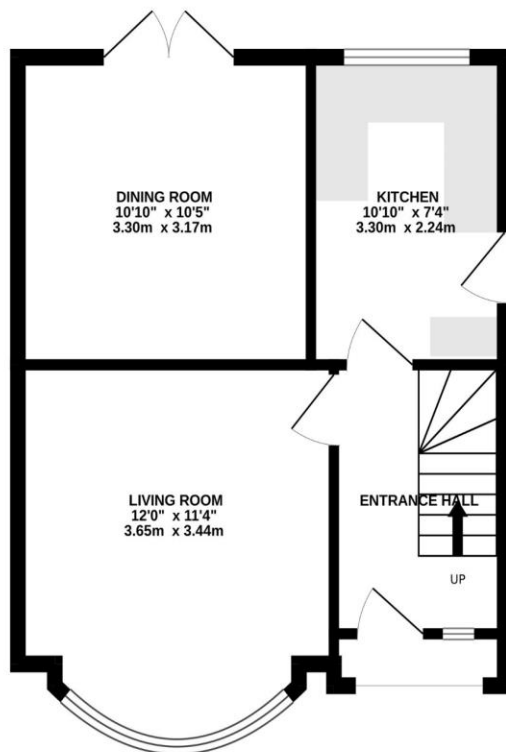 DINING ROOM
10'10" x 10'5"
3.30m x 3.17m
KITCHEN
10'10" x 7'4"
3.30m x 2.24m
LIVING ROOM
12'0" x 11'4"
3.65m x 3.44m
ENTRANCE HALL
UP